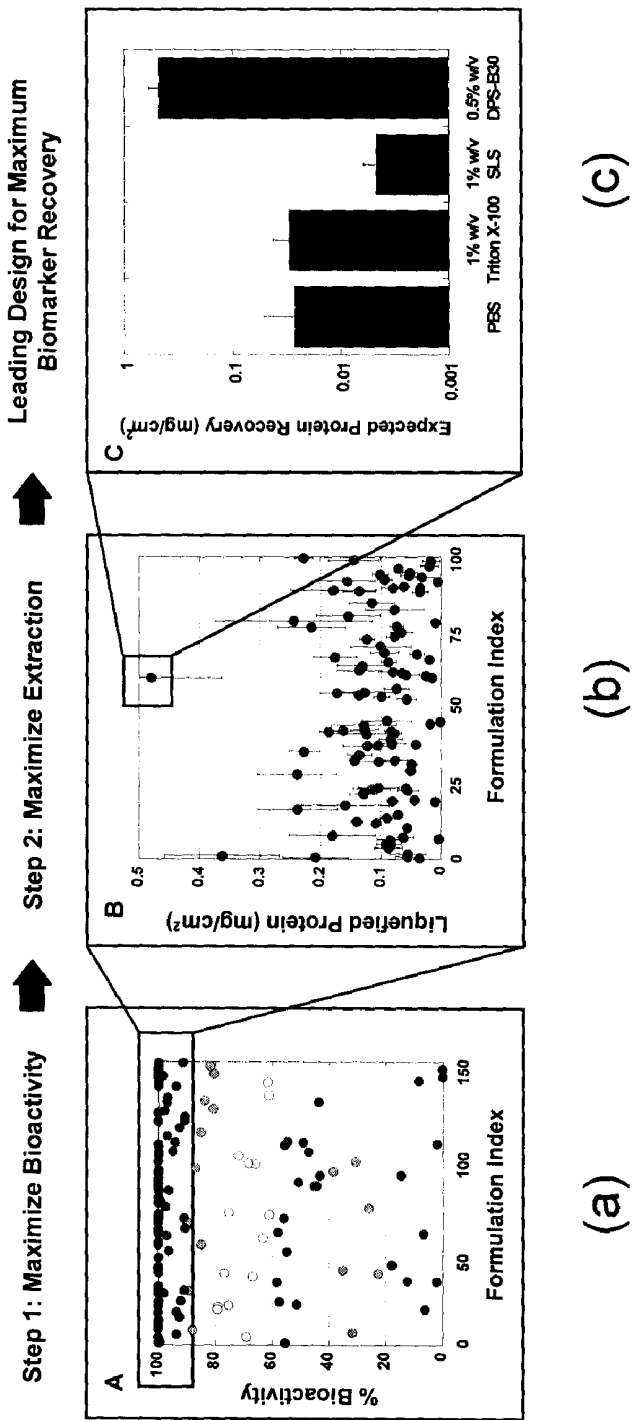 Step 1: Maximize Bioactivity
Step 2: Maximize Extraction
Leading Design for Maximum
Biomarker Recovery
A
% Bioactivity
100
80
60
40
20
0
0
50
100
150
Formulation Index
(a)
B
Liquefied Protein (mg/cm²)
0.5
0.4
0.3
0.2
0.1
0
0
25
50
75
100
Formulation Index
(b)
C
Expected Protein Recovery (mg/cm²)
1
0.1
0.01
0.001
PBS
1% w/v
Triton X-100
1% w/v
SLS
0.5% w/v
DPS-B30
(c)